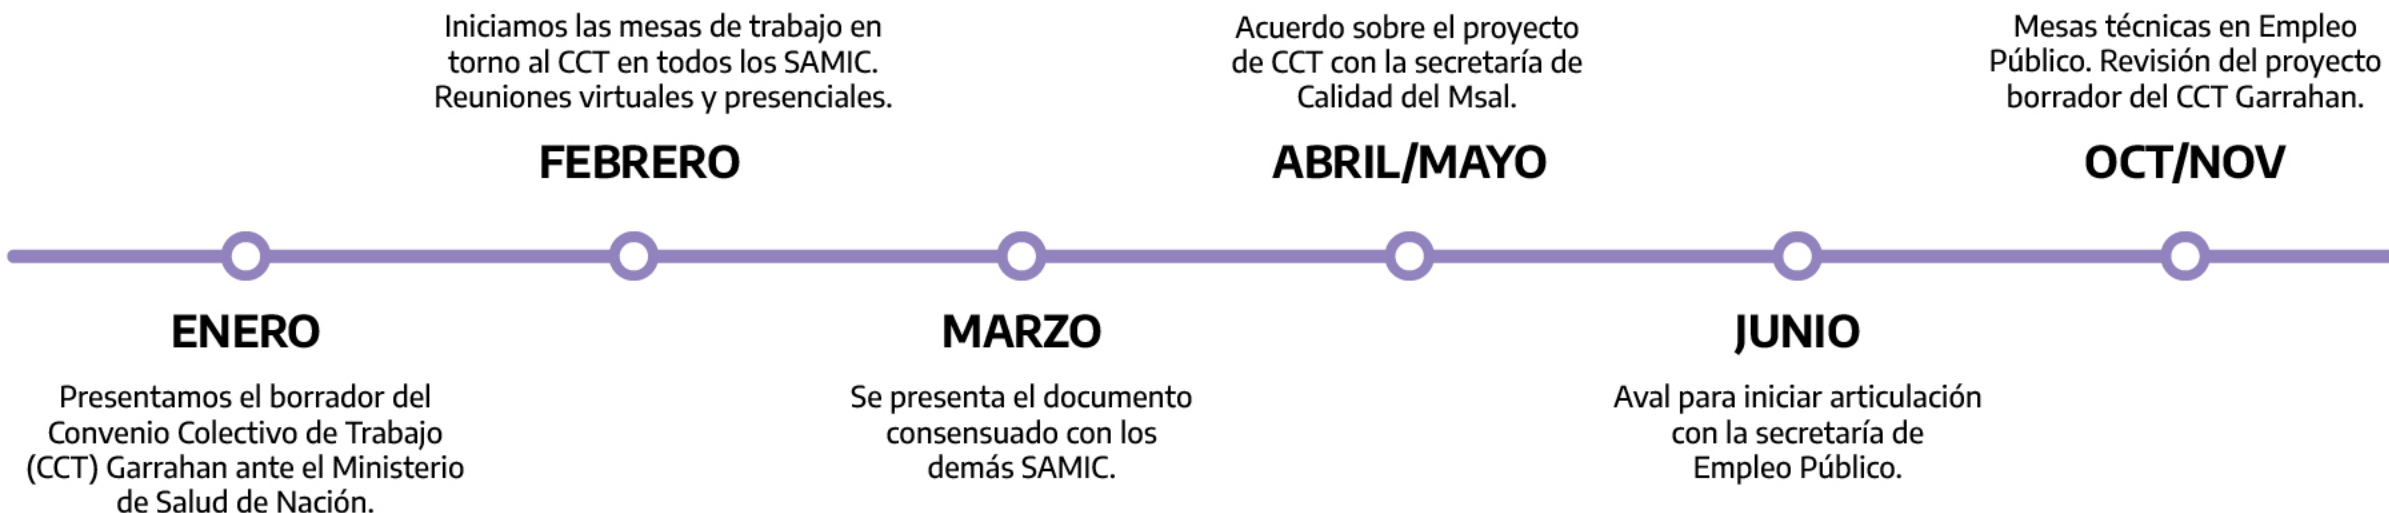 Iniciamos las mesas de trabajo en
torno al CCT en todos los SAMIC.
Reuniones virtuales y presenciales.
FEBRERO
Acuerdo sobre el proyecto
de CCT con la secretaría de
Calidad del Msal.
ABRIL/MAYO
Mesas técnicas en Empleo
Público. Revisión del proyecto
borrador del CCT Garrahan.
OCT/NOV
ENERO
Presentamos el borrador del
Convenio Colectivo de Trabajo
(CCT) Garrahan ante el Ministerio
de Salud de Nación.
MARZO
Se presenta el documento
consensuado con los
demás SAMIC.
JUNIO
Aval para iniciar articulación
con la secretaría de
Empleo Público.